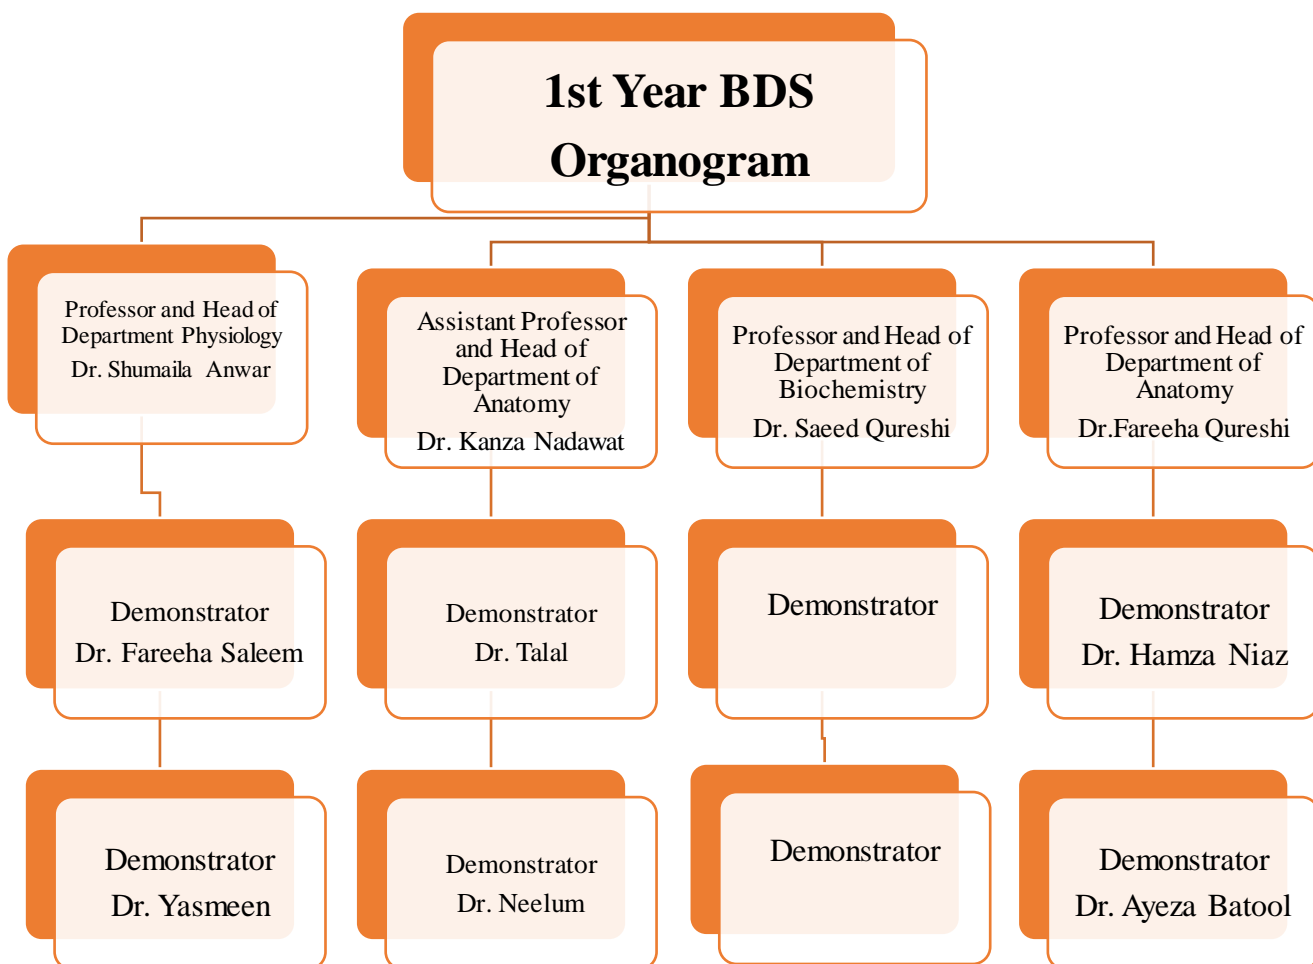 1st Year BDS
Organogram
Professor and Head of
Department Physiology
Dr. Shumaila Anwar
Assistant Professor
and Head of
Department of
Anatomy
Dr. Kanza Nadawat
Professor and Head of
Department of
Biochemistry
Dr. Saeed Qureshi
Professor and Head of
Department of
Anatomy
Dr.Fareeha Qureshi
Demonstrator
Dr. Fareeha Saleem
Demonstrator
Dr. Talal
Demonstrator
Demonstrator
Dr. Hamza Niaz
Demonstrator
Dr. Yasmeen
Demonstrator
Dr. Neelum
Demonstrator
Demonstrator
Dr. Ayeza Batool